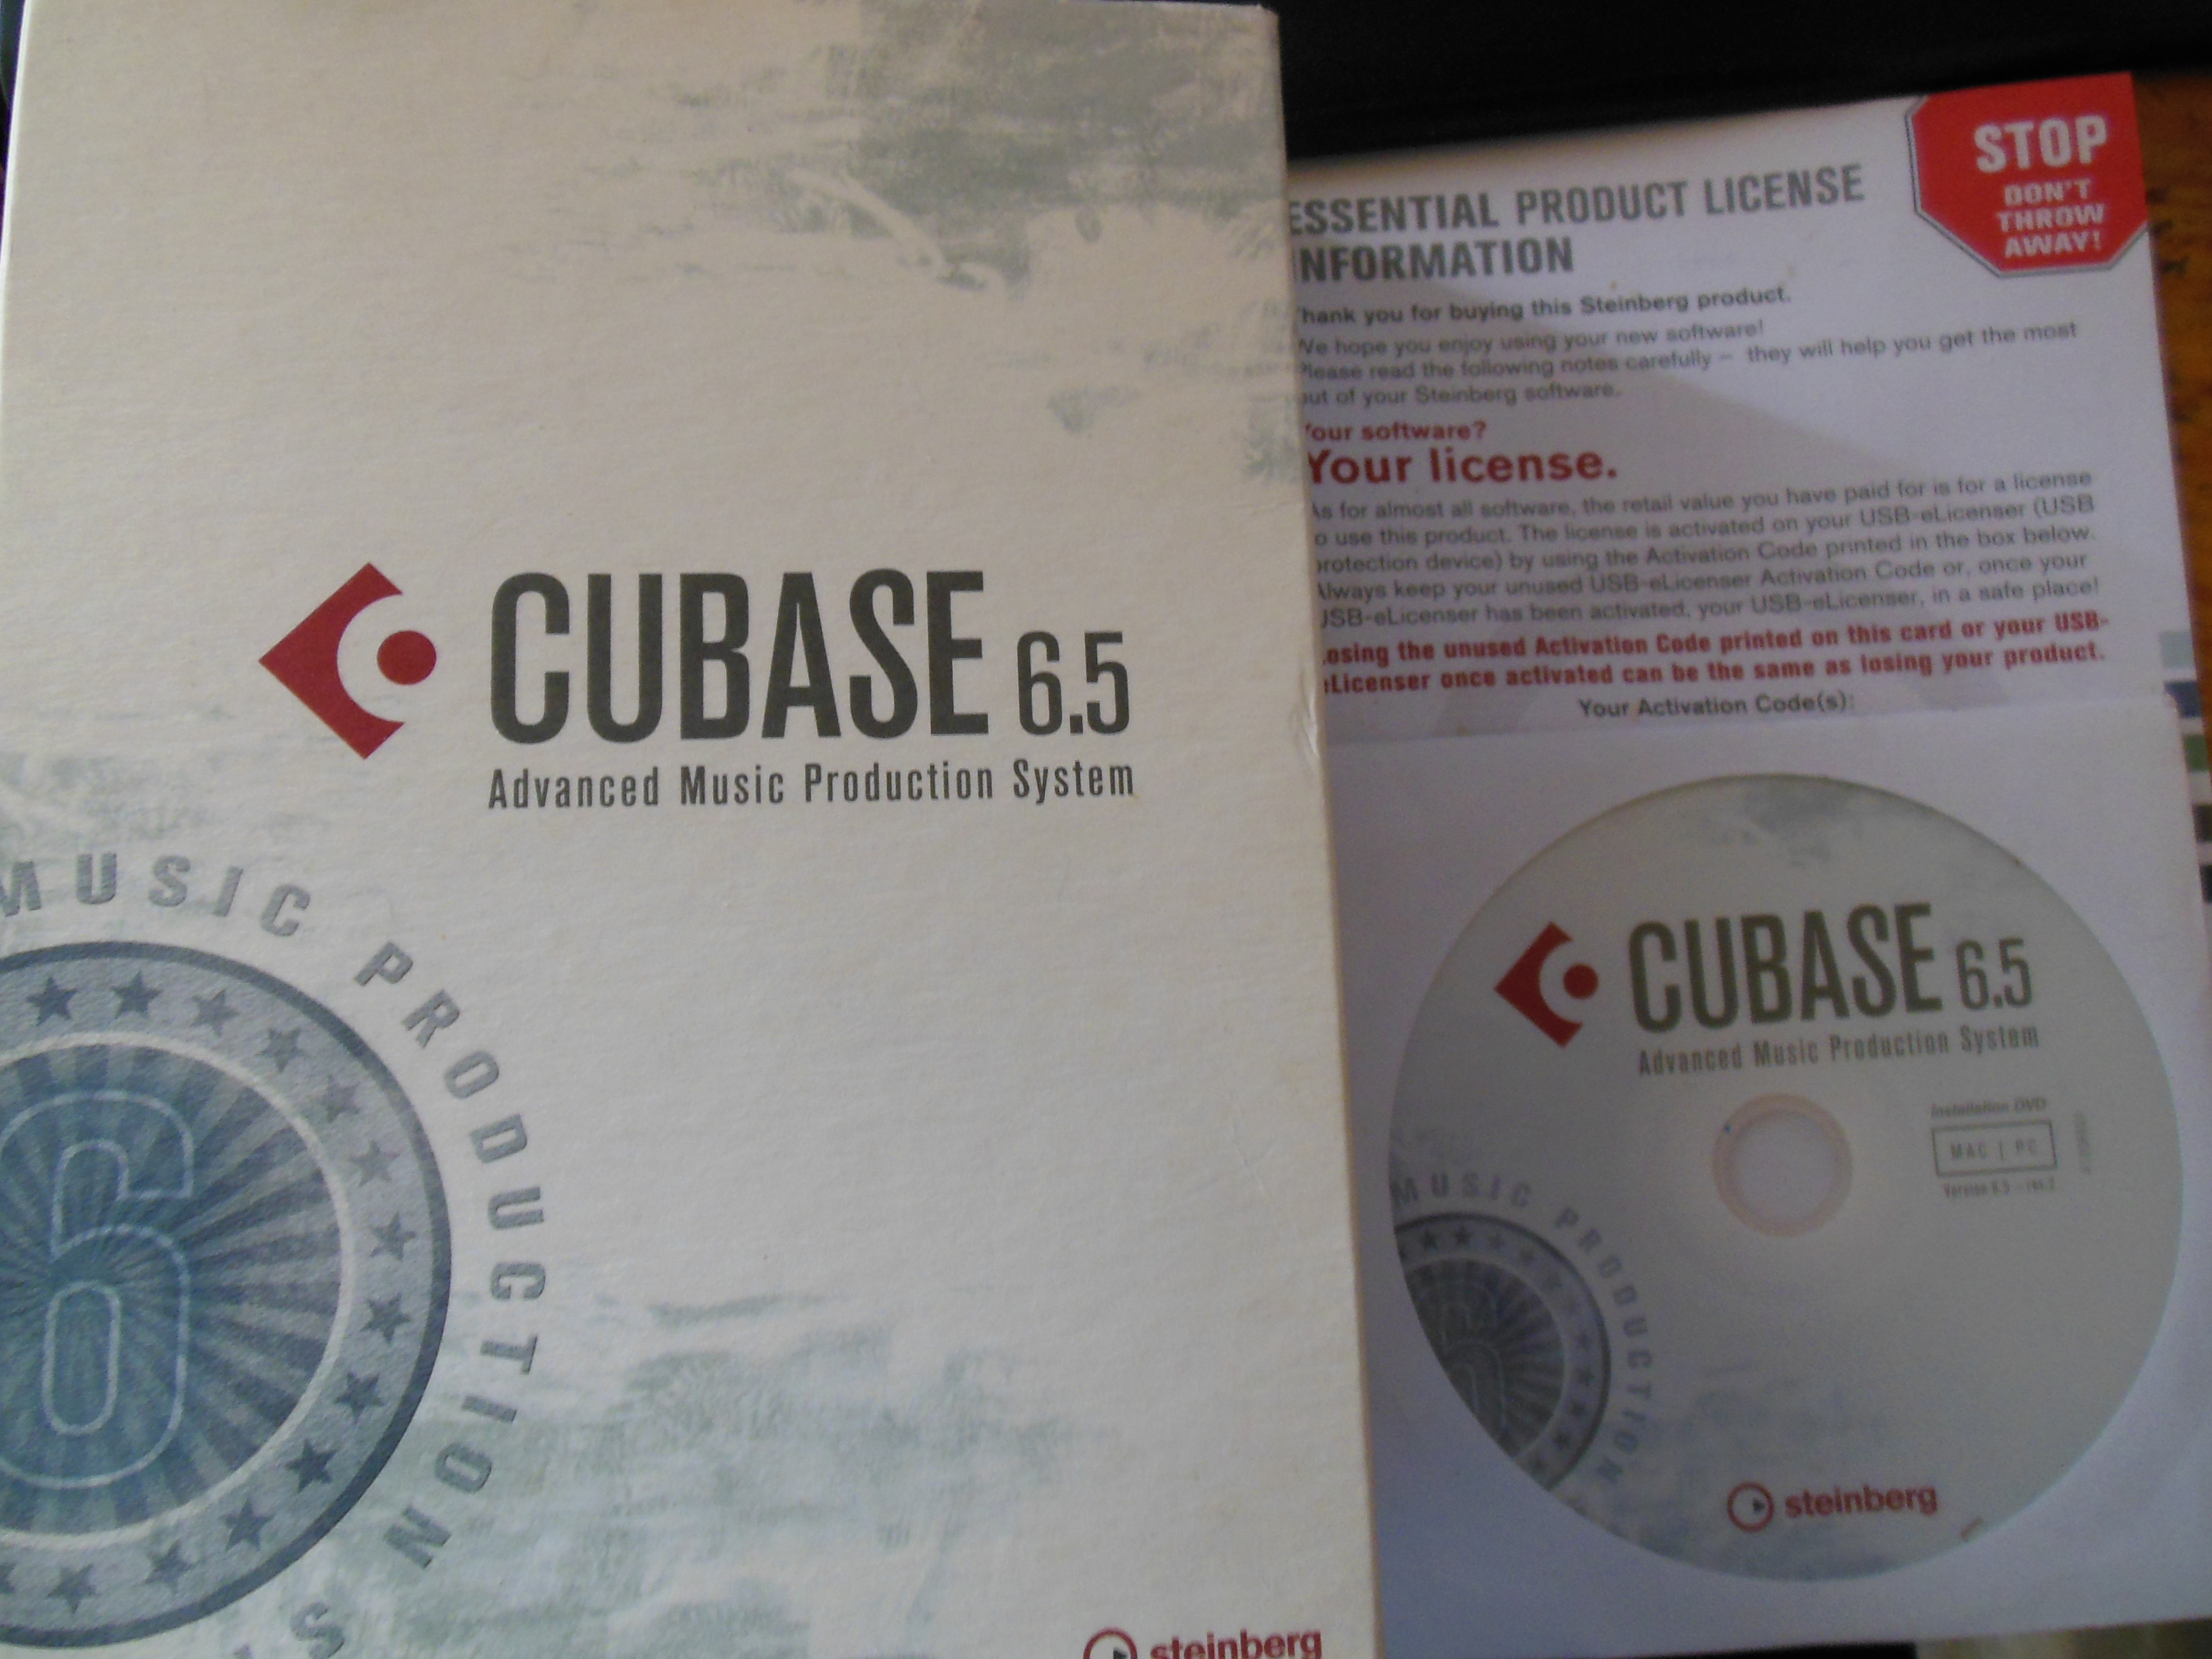 CUBASE 6.5
Advanced Music Production System
MUSIC PRODUCTION S
6
steinberg
STOP
DON'T
THROW
AWAY!
ESSENTIAL PRODUCT LICENSE
INFORMATION
Thank you for buying this Steinberg product.
We hope you enjoy using your new software!
Please read the following notes carefully – they will help you get the most
out of your Steinberg software.
Your software?
Your license.
As for almost all software, the retail value you have paid for is for a license
to use this product. The license is activated on your USB-eLicenser (USB
protection device) by using the Activation Code printed in the box below.
Always keep your unused USB-eLicenser Activation Code or, once your
USB-eLicenser has been activated, your USB-eLicenser, in a safe place!
Losing the unused Activation Code printed on this card or your USB-
eLicenser once activated can be the same as losing your product.
Your Activation Code(s):
CUBASE 6.5
Advanced Music Production System
Installation DVD
MAC | PC
Version 6.5
MUSIC PRODUCTION
steinberg